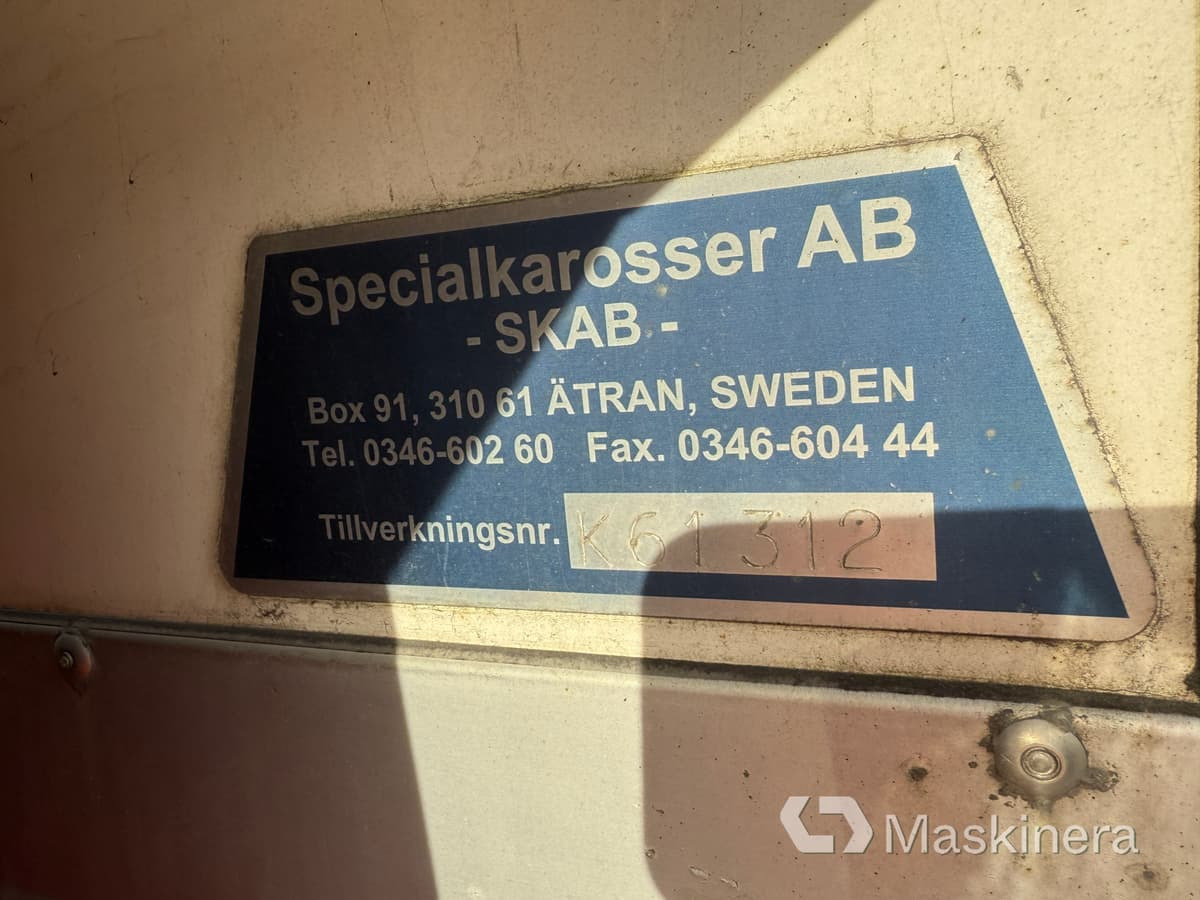 Specialkarosser AB
- SKAB -
Box 91, 310 61 ÄTRAN, SWEDEN
Tel. 0346-602 60 Fax. 0346-604 44
Tillverkningsnr. K61312
Maskinera